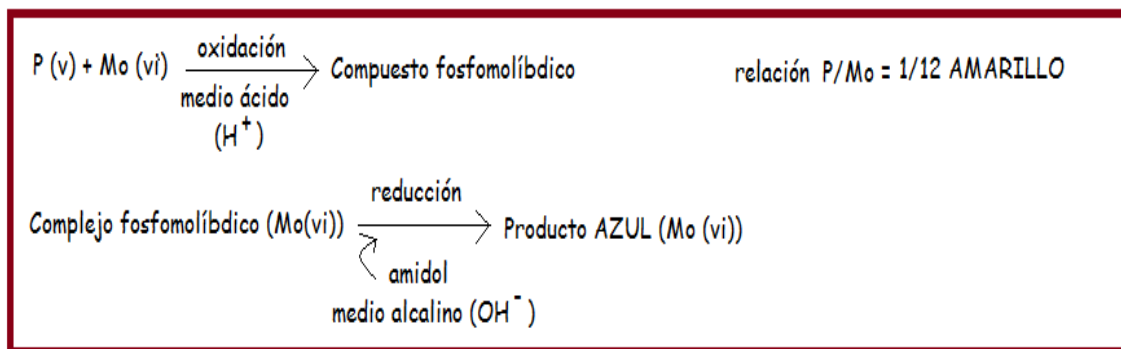 oxidación
P (v) + Mo (vi) → Compuesto fosfomolíbdico relación P/Mo = 1/12 AMARILLO
medio ácido
(H⁺)
reducción
Complejo fosfomolíbdico (Mo(vi)) → Producto AZUL (Mo (vi))
amidol
medio alcalino (OH⁻)